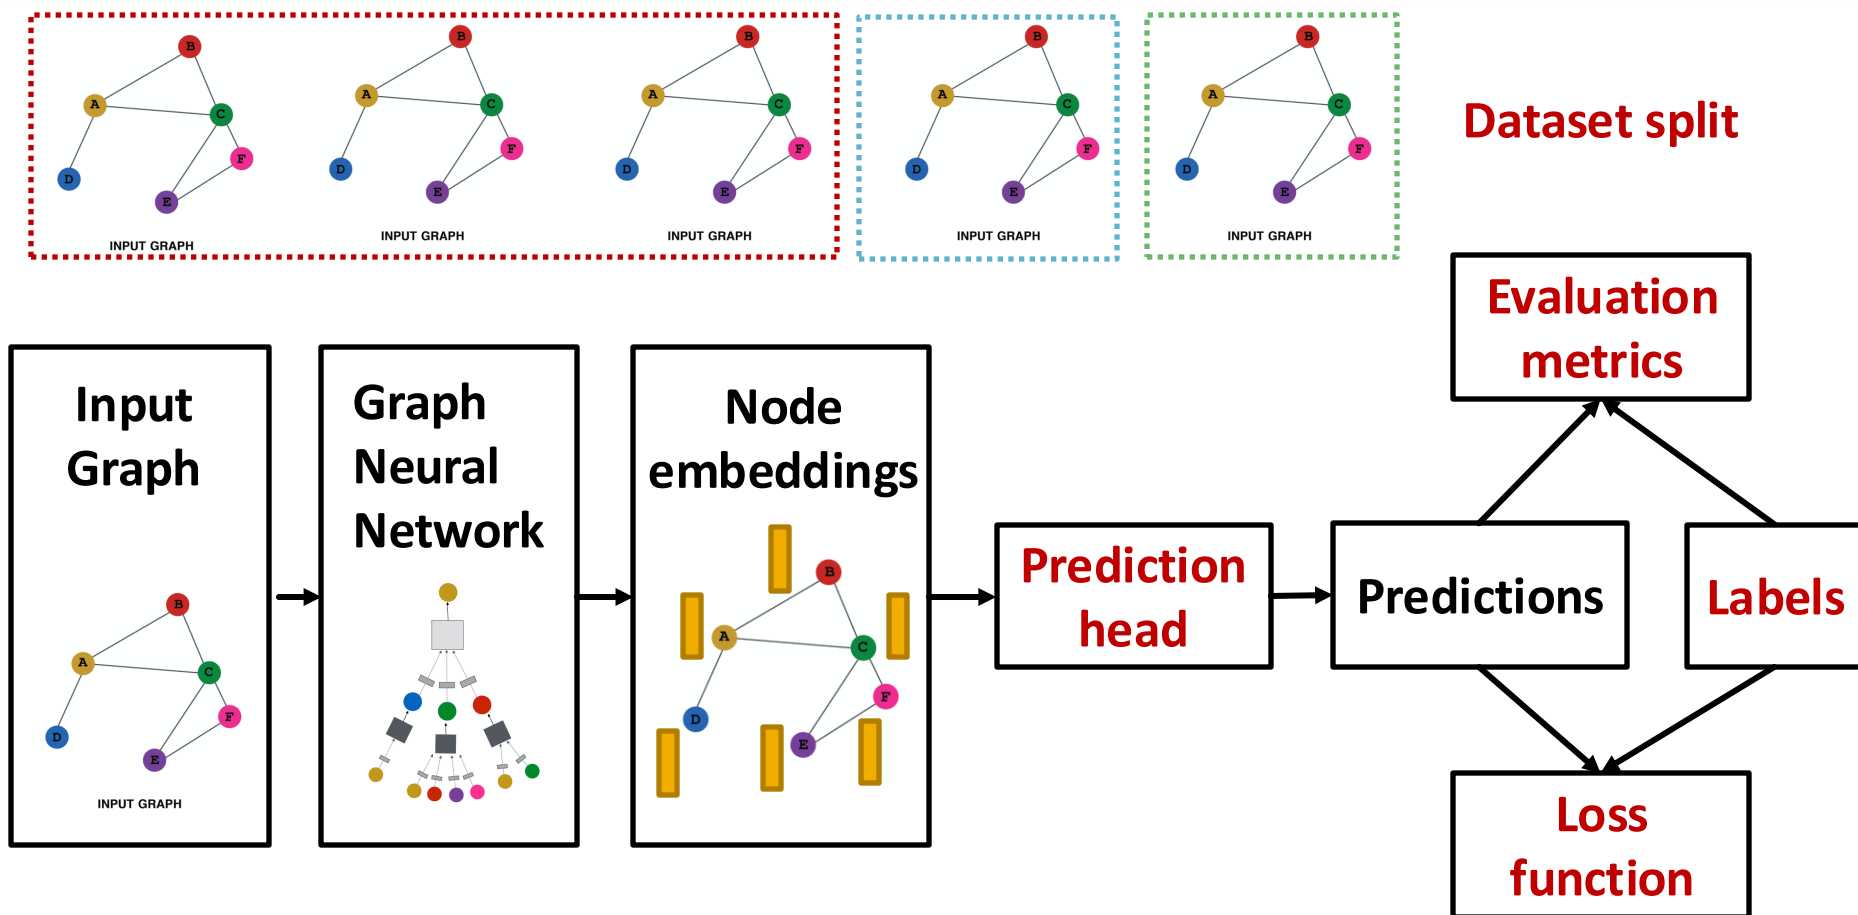 B
A
C
F
D
E
INPUT GRAPH
B
A
C
F
D
E
INPUT GRAPH
B
A
C
F
D
E
INPUT GRAPH
B
A
C
F
D
E
INPUT GRAPH
B
A
C
F
D
E
INPUT GRAPH
Dataset split
Input
Graph
B
A
C
F
D
E
INPUT GRAPH
Graph
Neural
Network
Node
embeddings
B
A
C
F
D
E
Prediction
head
Predictions
Labels
Evaluation
metrics
Loss
function